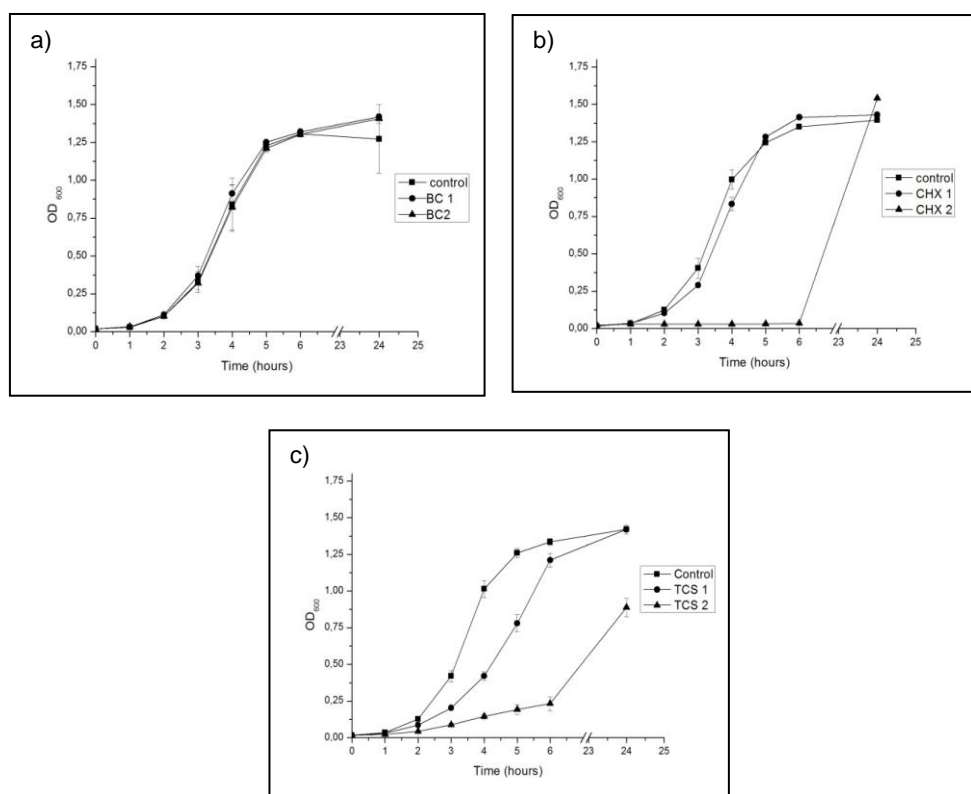 a)
1,75
1,50
1,25
1,00
0,75
0,50
0,25
0,00
OD600
0 1 2 3 4 5 6 23 24 25
Time (hours)
control
BC 1
BC2
b)
1,75
1,50
1,25
1,00
0,75
0,50
0,25
0,00
OD600
0 1 2 3 4 5 6 23 24 25
Time (hours)
control
CHX 1
CHX 2
c)
1,75
1,50
1,25
1,00
0,75
0,50
0,25
0,00
OD600
0 1 2 3 4 5 6 23 24 25
Time (hours)
Control
TCS 1
TCS 2